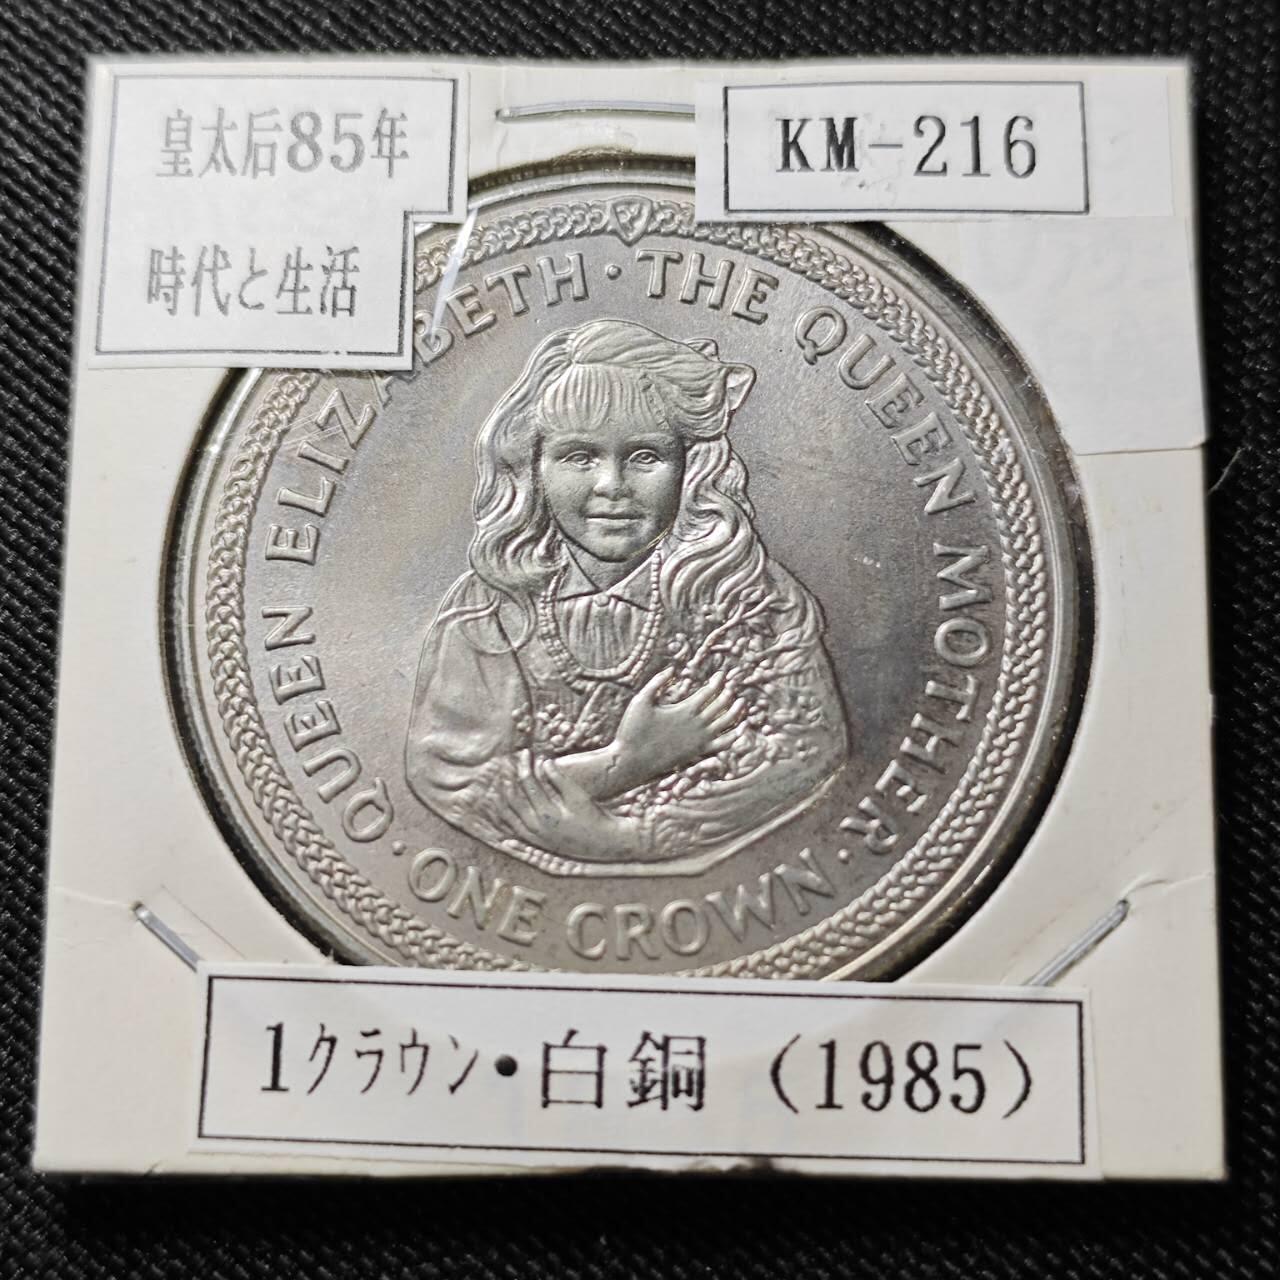 皇太后85年
時代と生活
KM-216
QUEEN ELIZABETH · THE QUEEN MOTHER ·
ONE CROWN ·
1クラウン・白銅（1985）